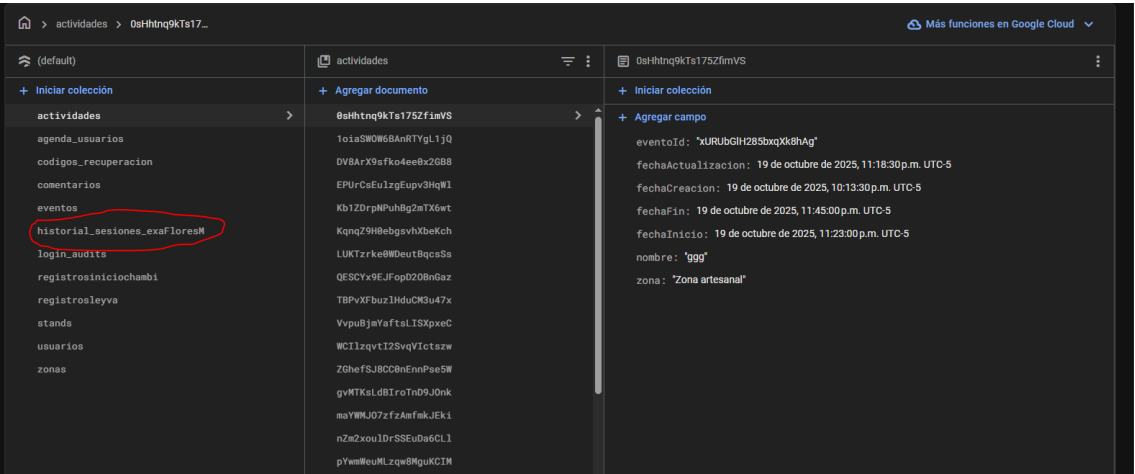 actividades > 0sHhtnq9kTs17...
Más funciones en Google Cloud
(default)
Iniciar colección
actividades
agenda_usuarios
codigos_recuperacion
comentarios
eventos
historial_sesiones_exaFloresM
login_audits
registrosiniciochambi
registrosleyva
stands
usuarios
zonas
actividades
Agregar documento
0sHhtnq9kTs175ZfimVS
1oiaSWOW6BAnRTYgL1jQ
DV8ArX9sfko4ee0x2GB8
EPUrCsEulzgEupv3HqWl
Kb1ZDrpNPuhBg2mTX6wt
KqnqZ9H0ebgsvhXbeKch
LUKTzrke0WDeutBqcsSs
QESCYx9EJFopD2OBnGaz
TBPvXFbuzlHduCM3u47x
VvpuBjmYaftsLISXpxeC
WCIlzqvtI2SvqVIctszw
ZGhefSJ8CC0nEnnPse5W
gvMTKsLdBIroTnD9JOnk
maYWMJO7zfzAmfmkJEki
nZm2xoulDrSSEuDa6CLl
pYwmWeuMLzqw8MguKCIM
0sHhtnq9kTs175ZfimVS
Iniciar colección
Agregar campo
eventoId: "xURUbGlH285bxqXk8hAg"
fechaActualizacion: 19 de octubre de 2025, 11:18:30 p.m. UTC-5
fechaCreacion: 19 de octubre de 2025, 10:13:30 p.m. UTC-5
fechaFin: 19 de octubre de 2025, 11:45:00 p.m. UTC-5
fechaInicio: 19 de octubre de 2025, 11:23:00 p.m. UTC-5
nombre: "ggg"
zona: "Zona artesanal"